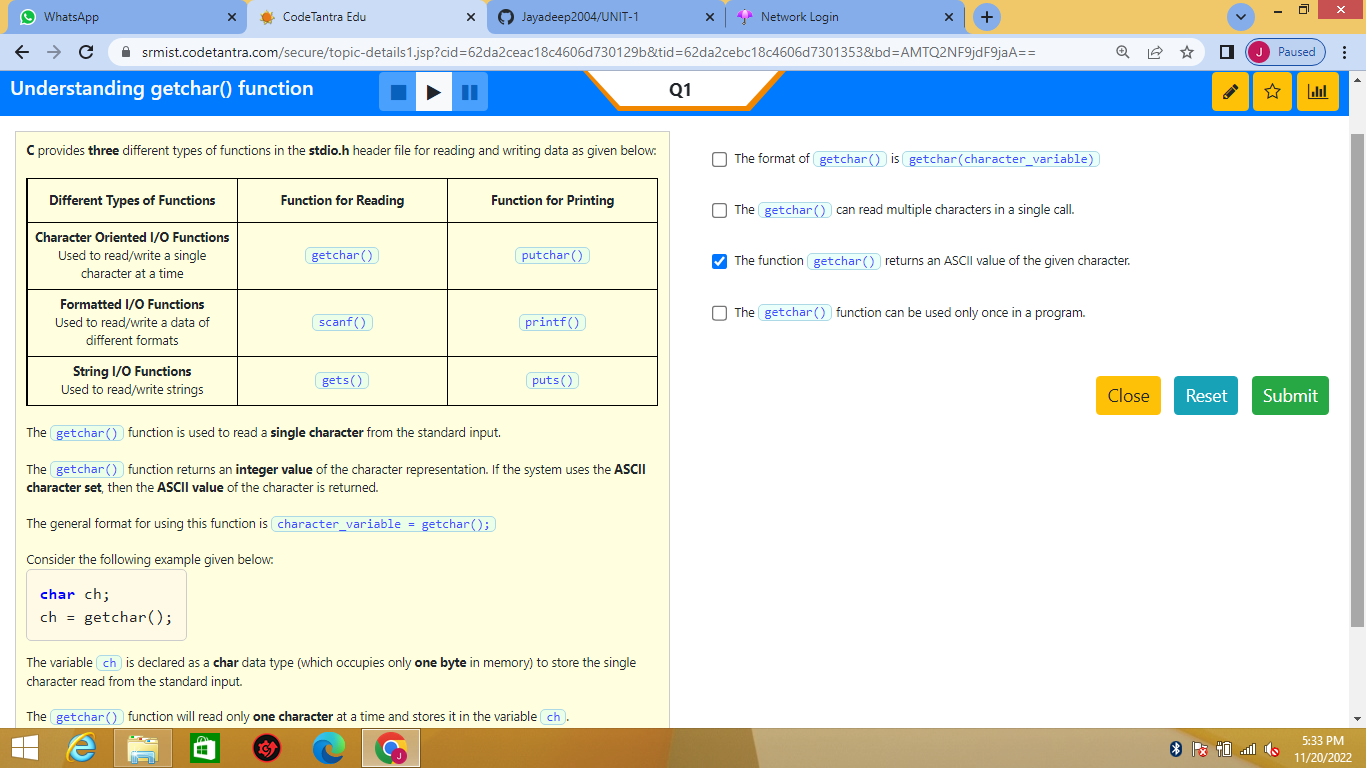 WhatsApp
CodeTantra Edu
Jayadeep2004/UNIT-1
Network Login
srmist.codetantra.com/secure/topic-details1.jsp?cid=62da2ceac18c4606d730129b&tid=62da2cebc18c4606d7301353&bd=AMTQ2NF9jdF9jaA==
J Paused
Understanding getchar() function
Q1
C provides three different types of functions in the stdio.h header file for reading and writing data as given below:
Different Types of Functions
Function for Reading
Function for Printing
Character Oriented I/O Functions
Used to read/write a single
character at a time
getchar()
putchar()
Formatted I/O Functions
Used to read/write a data of
different formats
scanf()
printf()
String I/O Functions
Used to read/write strings
gets()
puts()
The getchar() function is used to read a single character from the standard input.
The getchar() function returns an integer value of the character representation. If the system uses the ASCII
character set, then the ASCII value of the character is returned.
The general format for using this function is character_variable = getchar();
Consider the following example given below:
char ch;
ch = getchar();
The variable ch is declared as a char data type (which occupies only one byte in memory) to store the single
character read from the standard input.
The getchar() function will read only one character at a time and stores it in the variable ch.
The format of getchar() is getchar(character_variable)
The getchar() can read multiple characters in a single call.
The function getchar() returns an ASCII value of the given character.
The getchar() function can be used only once in a program.
Close
Reset
Submit
J
5:33 PM
11/20/2022